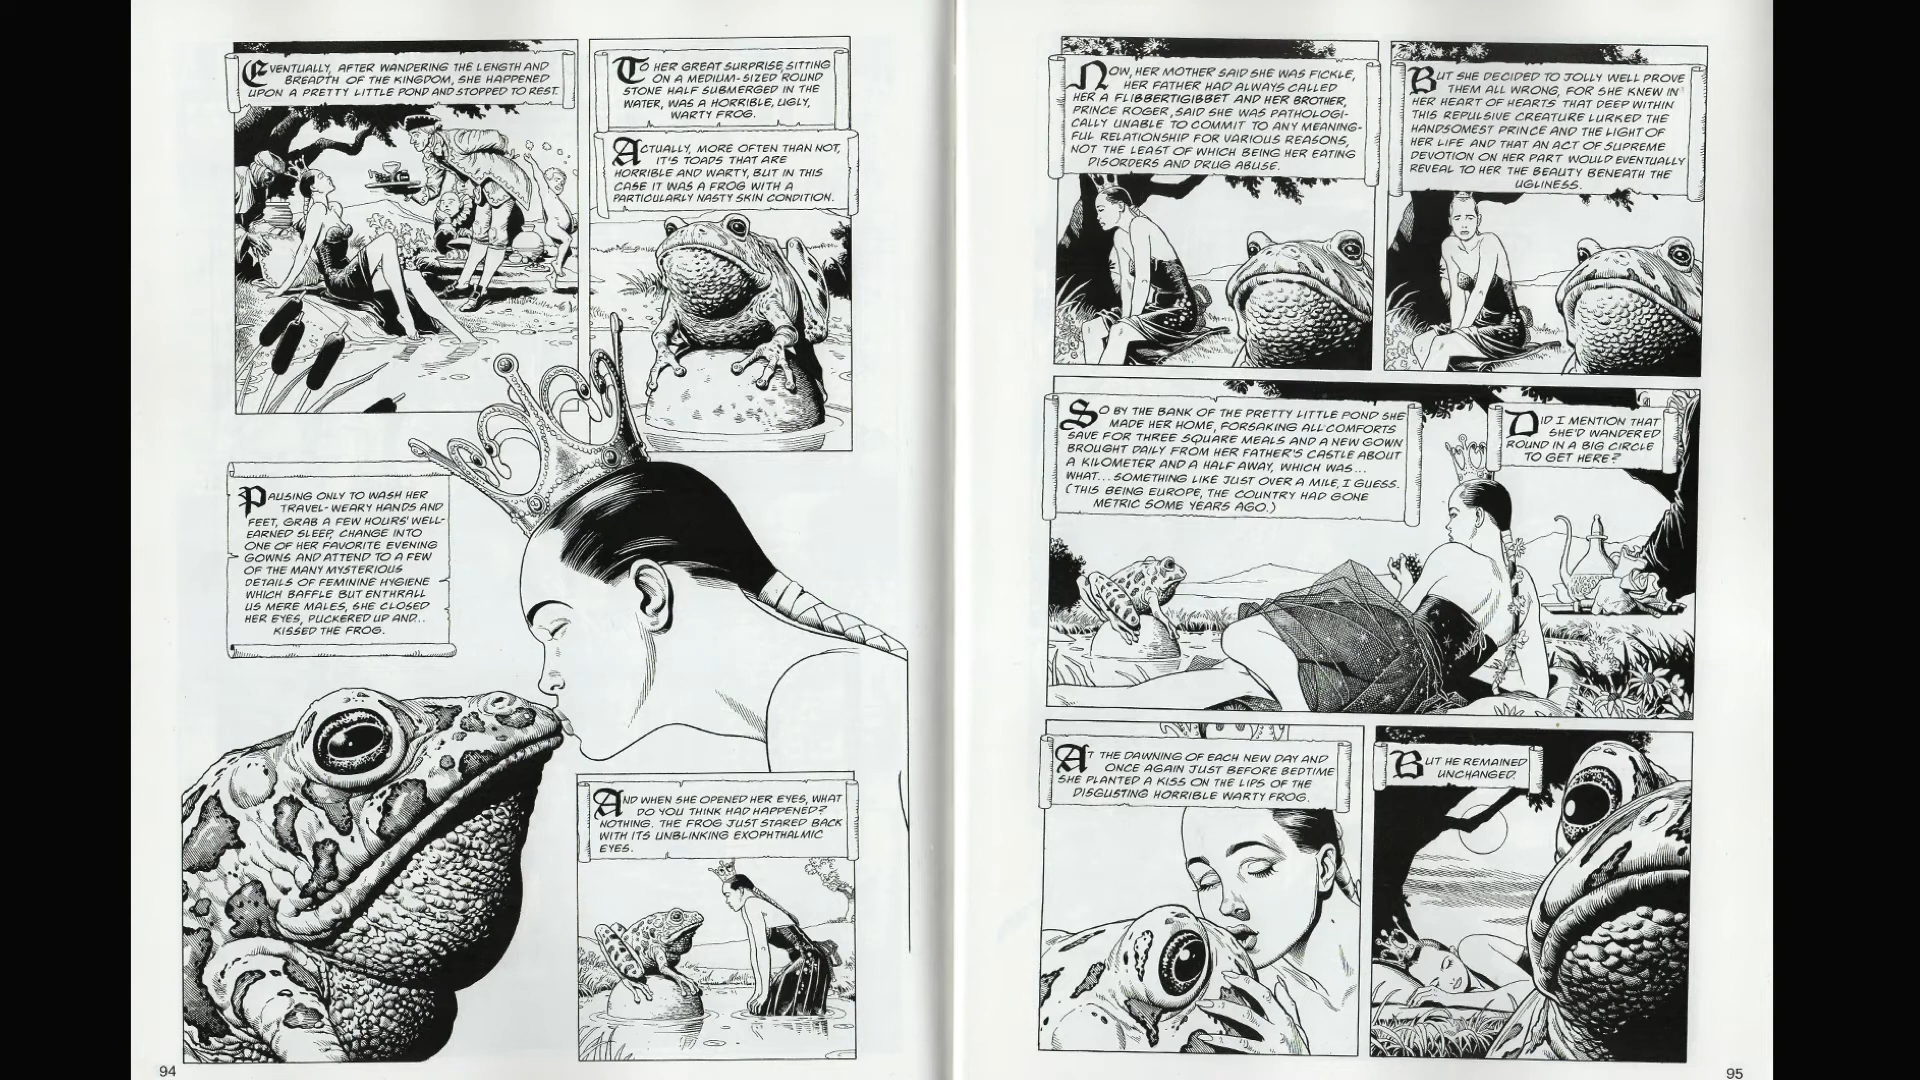 EVENTUALLY, AFTER WANDERING THE LENGTH AND
BREADTH OF THE KINGDOM, SHE HAPPENED
UPON A PRETTY LITTLE POND AND STOPPED TO REST.
TO HER GREAT SURPRISE, SITTING
ON A MEDIUM-SIZED ROUND
STONE HALF SUBMERGED IN THE
WATER, WAS A HORRIBLE, UGLY,
WARTY FROG.
ACTUALLY, MORE OFTEN THAN NOT,
IT'S TOADS THAT ARE
HORRIBLE AND WARTY, BUT IN THIS
CASE IT WAS A FROG WITH A
PARTICULARLY NASTY SKIN CONDITION.
PAUSING ONLY TO WASH HER
TRAVEL-WEARY HANDS AND
FEET, GRAB A FEW HOURS' WELL-
EARNED SLEEP, CHANGE INTO
ONE OF HER FAVORITE EVENING
GOWNS AND ATTEND TO A FEW
OF THE MANY MYSTERIOUS
DETAILS OF FEMININE HYGIENE
WHICH BAFFLE BUT ENTHRALL
US MERE MALES, SHE CLOSED
HER EYES, PUCKERED UP AND..
KISSED THE FROG.
AND WHEN SHE OPENED HER EYES, WHAT
DO YOU THINK HAD HAPPENED?
NOTHING. THE FROG JUST STARED BACK
WITH ITS UNBLINKING EXOPHTHALMIC
EYES.
94
NOW, HER MOTHER SAID SHE WAS FICKLE,
HER FATHER HAD ALWAYS CALLED
HER A FLIBBERTIGIBBET AND HER BROTHER,
PRINCE ROGER, SAID SHE WAS PATHOLOGI-
CALLY UNABLE TO COMMIT TO ANY MEANING-
FUL RELATIONSHIP FOR VARIOUS REASONS,
NOT THE LEAST OF WHICH BEING HER EATING
DISORDERS AND DRUG ABUSE.
BUT SHE DECIDED TO JOLLY WELL PROVE
THEM ALL WRONG, FOR SHE KNEW IN
HER HEART OF HEARTS THAT DEEP WITHIN
THIS REPULSIVE CREATURE LURKED THE
HANDSOMEST PRINCE AND THE LIGHT OF
HER LIFE AND THAT AN ACT OF SUPREME
DEVOTION ON HER PART WOULD EVENTUALLY
REVEAL TO HER THE BEAUTY BENEATH THE
UGLINESS.
SO BY THE BANK OF THE PRETTY LITTLE POND SHE
MADE HER HOME, FORSAKING ALL COMFORTS
SAVE FOR THREE SQUARE MEALS AND A NEW GOWN
BROUGHT DAILY FROM HER FATHER'S CASTLE ABOUT
A KILOMETER AND A HALF AWAY, WHICH WAS...
WHAT... SOMETHING LIKE JUST OVER A MILE, I GUESS.
(THIS BEING EUROPE, THE COUNTRY HAD GONE
METRIC SOME YEARS AGO.)
DID I MENTION THAT
SHE'D WANDERED
ROUND IN A BIG CIRCLE
TO GET HERE?
AT THE DAWNING OF EACH NEW DAY AND
ONCE AGAIN JUST BEFORE BEDTIME
SHE PLANTED A KISS ON THE LIPS OF THE
DISGUSTING HORRIBLE WARTY FROG.
BUT HE REMAINED
UNCHANGED.
95